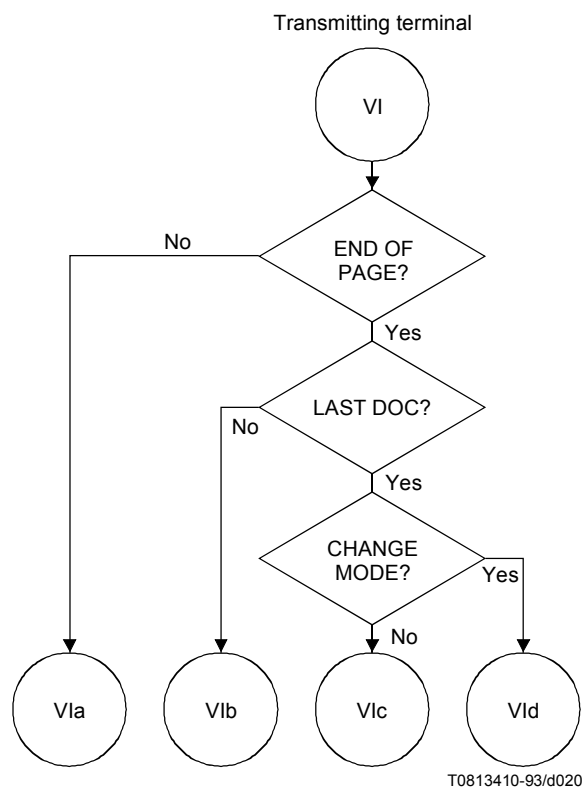 Transmitting terminal
VI
No
END OF
PAGE?
Yes
LAST DOC?
No
Yes
CHANGE
MODE?
Yes
No
VIa
VIb
VIc
VId
T0813410-93/d020